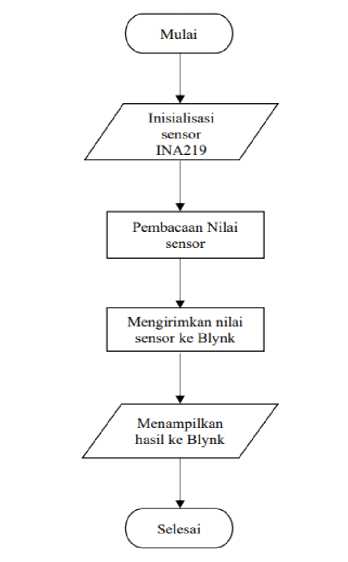 Mulai
Inisialisasi
sensor
INA219
Pembacaan Nilai
sensor
Mengirimkan nilai
sensor ke Blynk
Menampilkan
hasil ke Blynk
Selesai